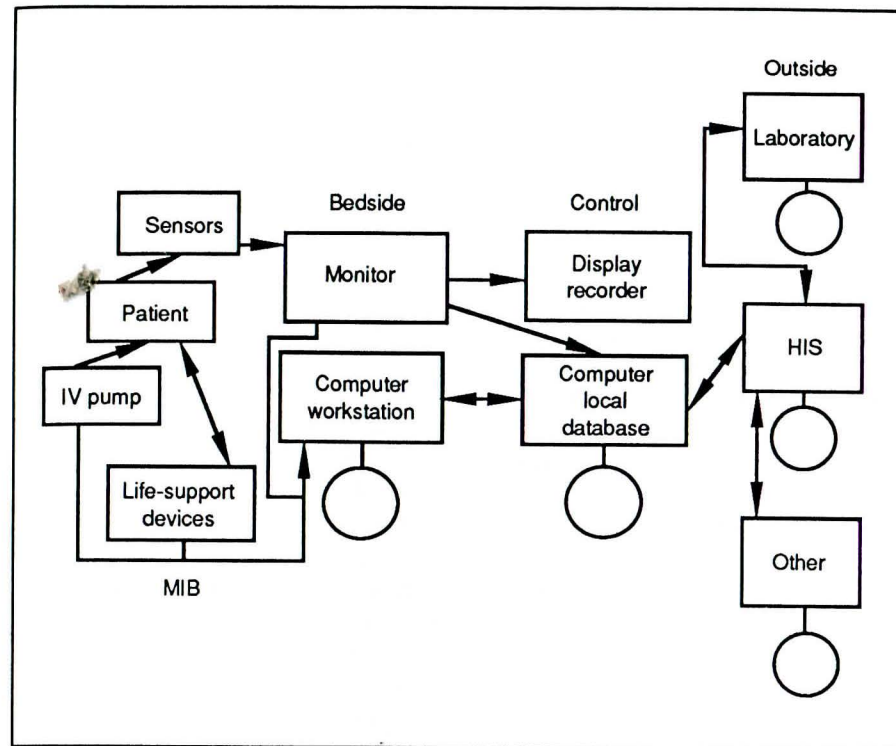 Outside
Laboratory
Bedside
Control
Sensors
Monitor
Display
recorder
Patient
HIS
IV pump
Computer
workstation
Computer
local
database
Life-support
devices
MIB
Other